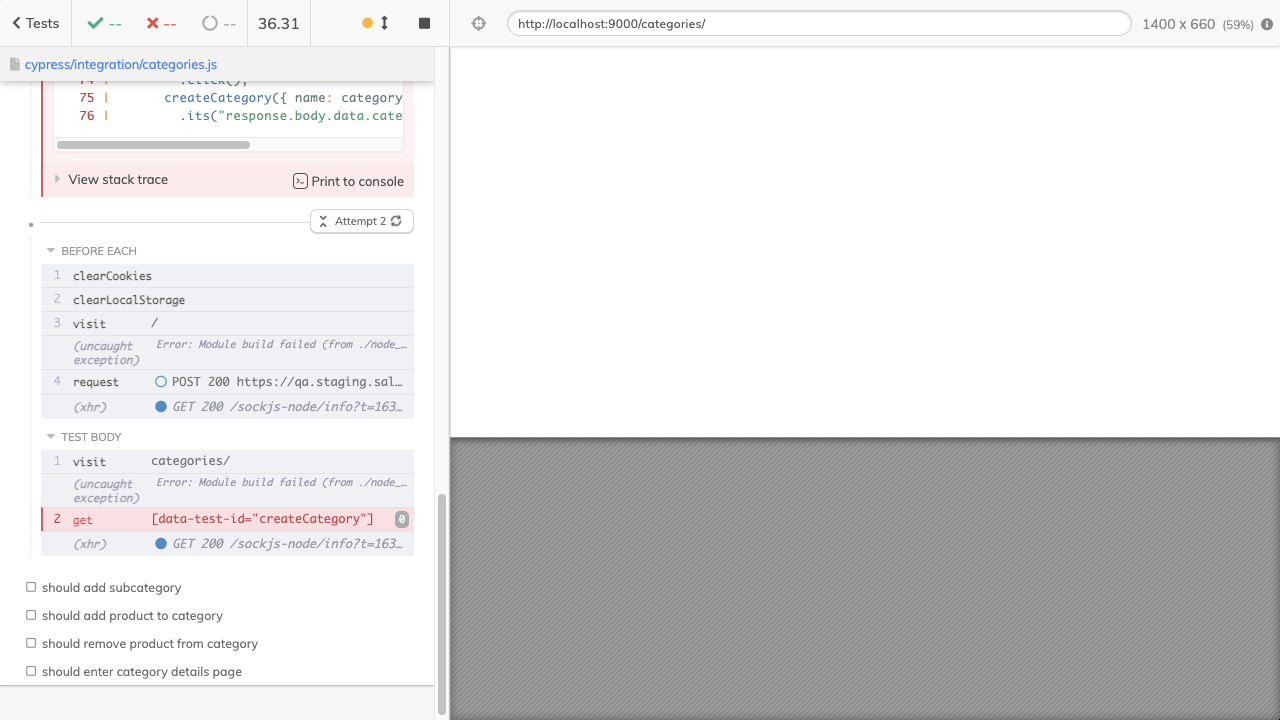 Tests
--
--
--
36.31
http://localhost:9000/categories/
1400 x 660 (59%)
cypress/integration/categories.js
74 | .click();
75 | createCategory({ name: category
76 | .its("response.body.data.cate
View stack trace
Print to console
Attempt 2
BEFORE EACH
1 clearCookies
2 clearLocalStorage
3 visit /
(uncaught exception) Error: Module build failed (from ./node_…
4 request POST 200 https://qa.staging.sal…
(xhr) GET 200 /sockjs-node/info?t=163…
TEST BODY
1 visit categories/
(uncaught exception) Error: Module build failed (from ./node_…
2 get [data-test-id="createCategory"] 0
(xhr) GET 200 /sockjs-node/info?t=163…
should add subcategory
should add product to category
should remove product from category
should enter category details page